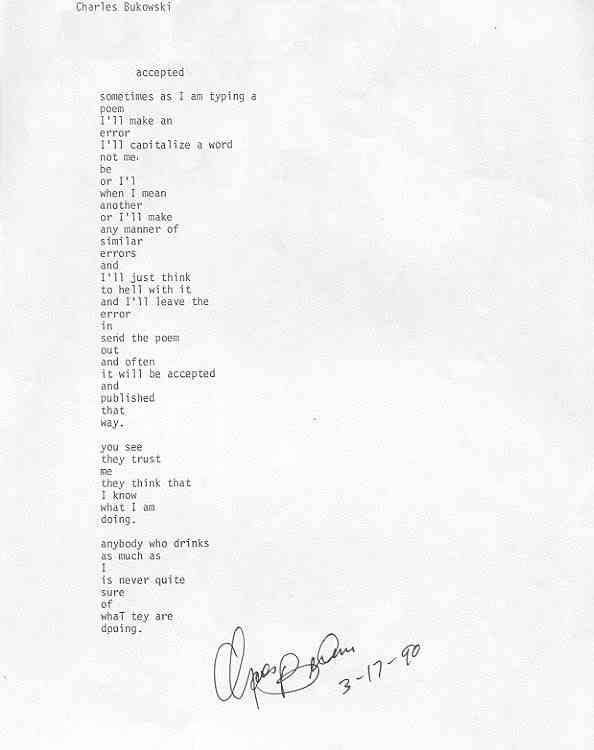 Charles Bukowski
accepted
sometimes as I am typing a
poem
I'll make an
error
I'll capitalize a word
not me
be
or I'l
when I mean
another
or I'll make
any manner of
similar
errors
and
I'll just think
to hell with it
and I'll leave the
error
in
send the poem
out
and often
it will be accepted
and
published
that
way.
you see
they trust
me
they think that
I know
what I am
doing.
anybody who drinks
as much as
I
is never quite
sure
of
whaT tey are
dpoing.
3-17-90